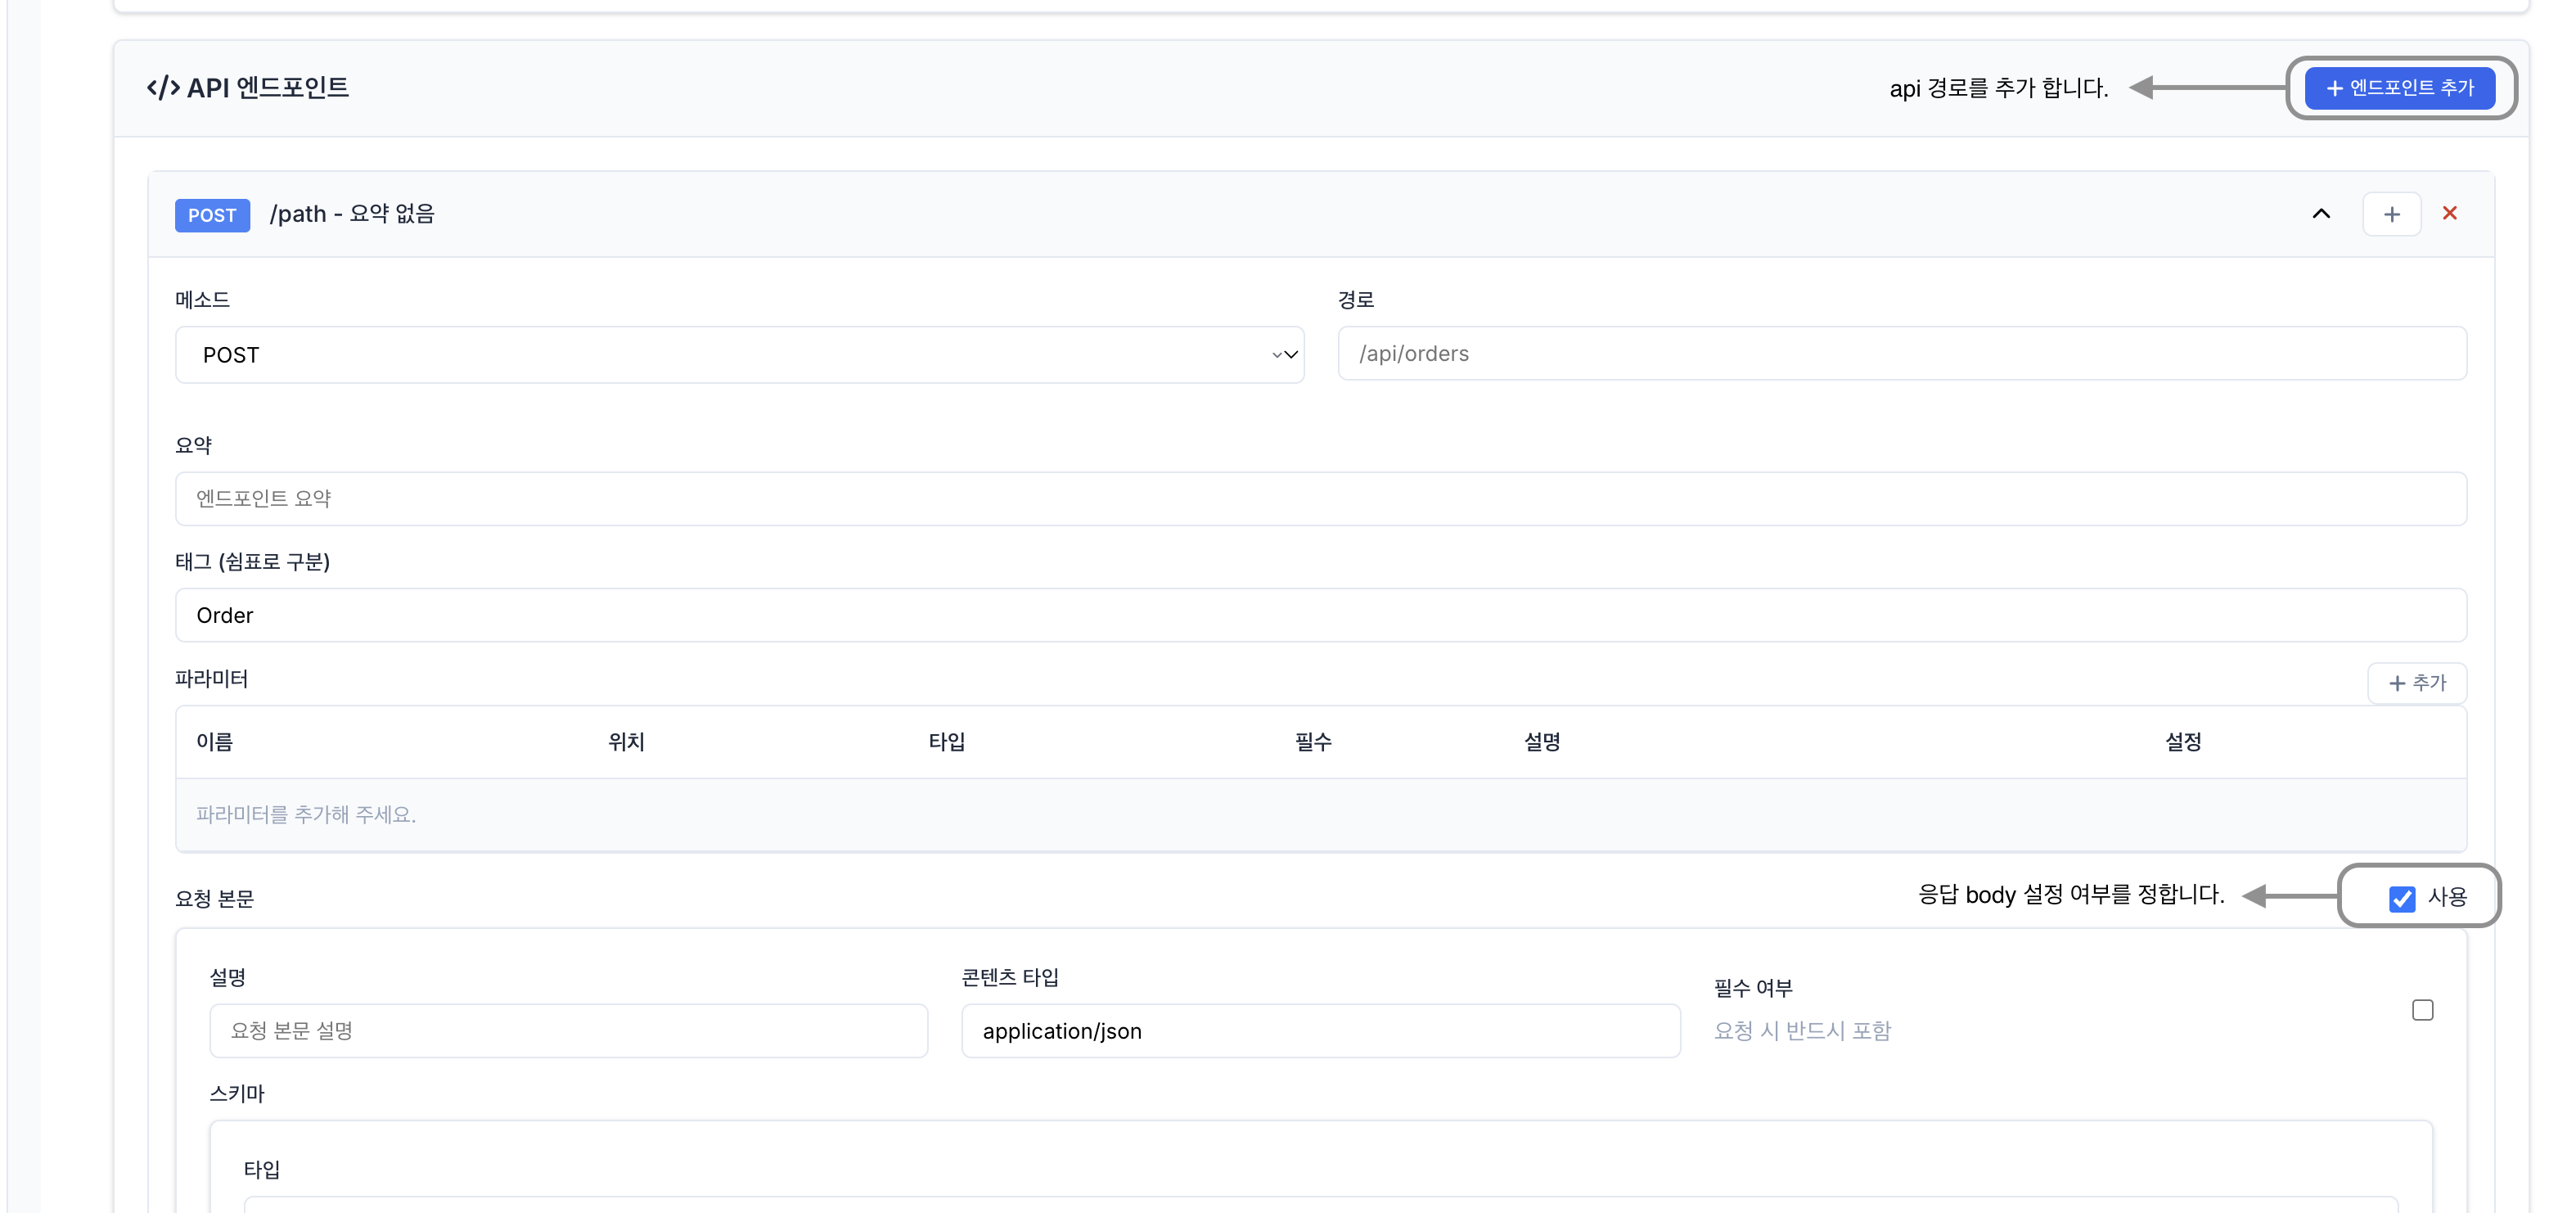 </> API 엔드포인트
api 경로를 추가 합니다.
+ 엔드포인트 추가
POST /path - 요약 없음
메소드
경로
POST
/api/orders
요약
엔드포인트 요약
태그 (쉼표로 구분)
Order
파라미터
+ 추가
이름 위치 타입 필수 설명 설정
파라미터를 추가해 주세요.
요청 본문
응답 body 설정 여부를 정합니다.
사용
설명
콘텐츠 타입
필수 여부
요청 본문 설명
application/json
요청 시 반드시 포함
스키마
타입